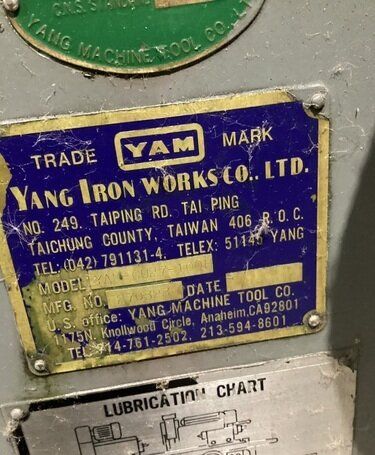 C.N.S. STANDARD
YANG MACHINE TOOL CO., LTD.
TRADE YAM MARK
YANG IRON WORKS CO., LTD.
NO. 249. TAIPING RD. TAI PING
TAICHUNG COUNTY, TAIWAN 406 R.O.C.
TEL: (042) 791131-4. TELEX: 51145 YANG
MODEL:
MFG. NO. DATE
U.S. office: YANG MACHINE TOOL CO.
1175N. Knollwood Circle, Anaheim, CA92801
TEL: 714-761-2502, 213-594-8601
LUBRICATION CHART